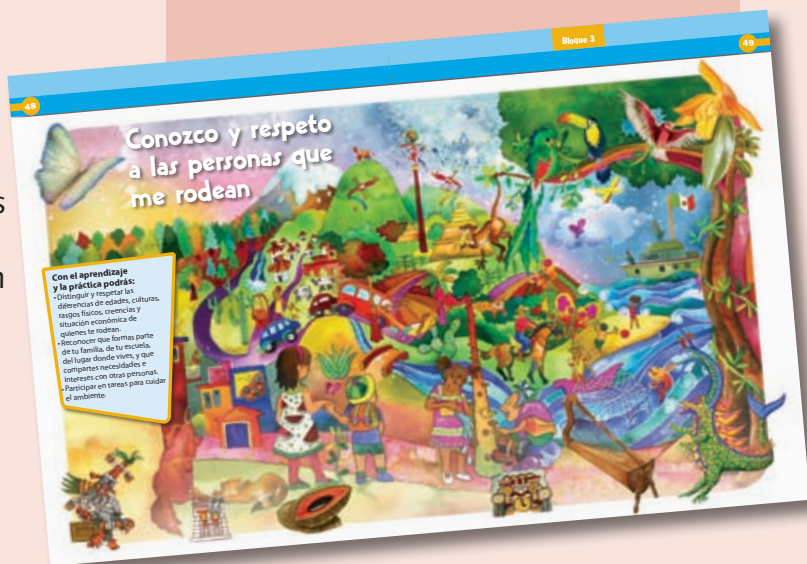 Bloque 3
48
49
Conozco y respeto
a las personas que
me rodean
Con el aprendizaje
y la práctica podrás:
• Distinguir y respetar las
diferencias de edades, culturas,
rasgos físicos, creencias y
situación económica de
quienes te rodean.
• Reconocer que formas parte
de tu familia, de tu escuela,
del lugar donde vives, y que
compartes necesidades e
intereses con otras personas.
• Participar en tareas para cuidar
el ambiente.
s
n